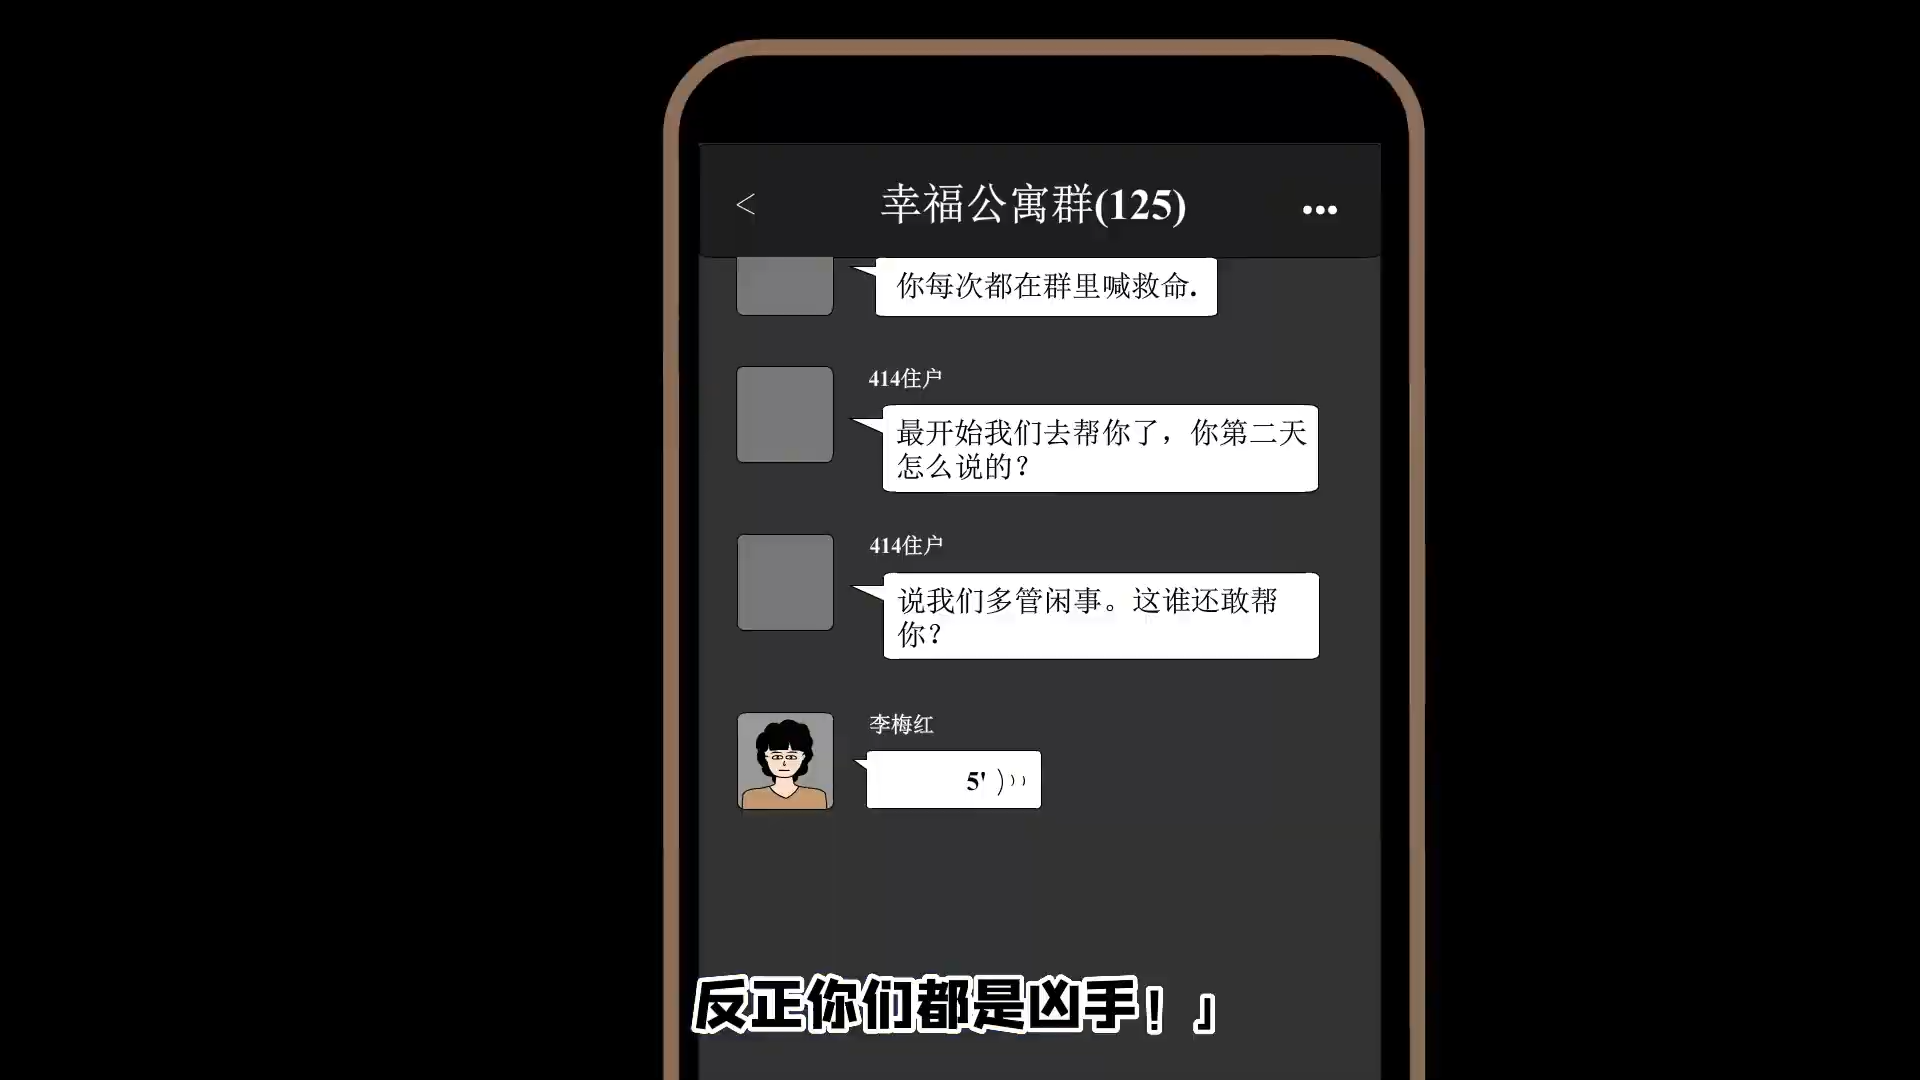 < 幸福公寓群(125) •••
你每次都在群里喊救命.
414住户
最开始我们去帮你了，你第二天
怎么说的？
414住户
说我们多管闲事。这谁还敢帮
你？
李梅红
5' ) ) ) )
反正你们都是凶手！」